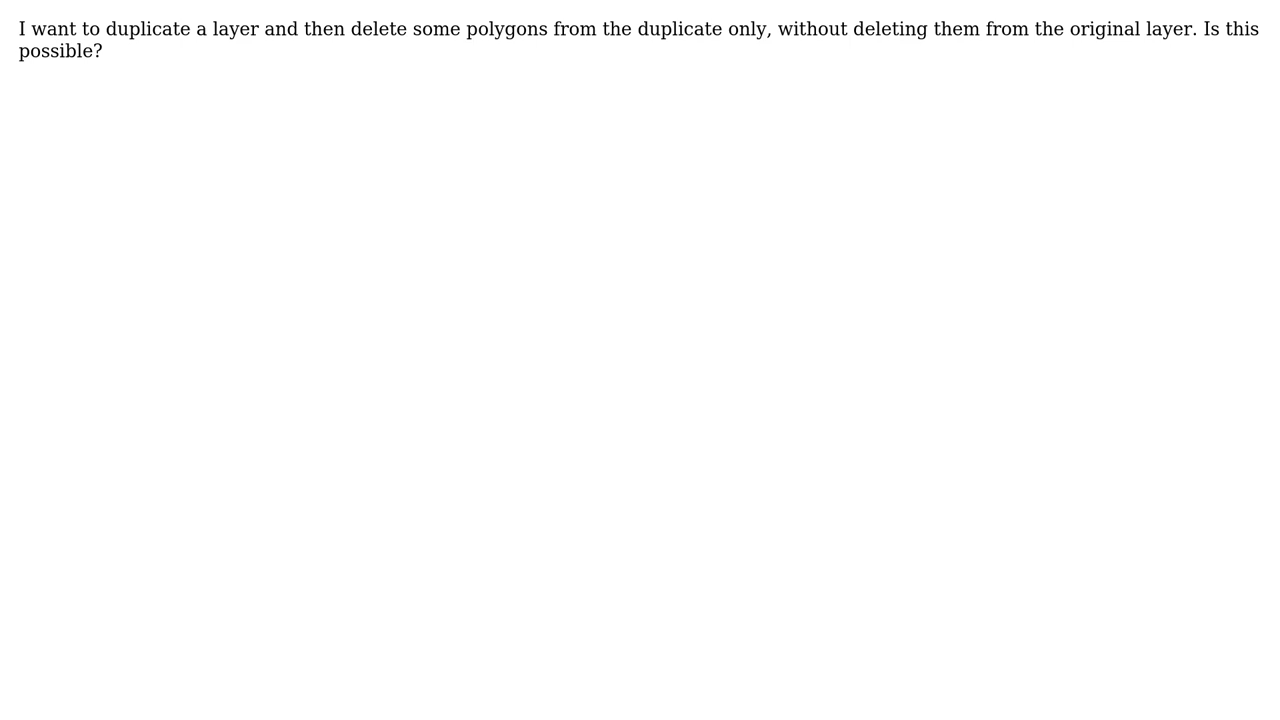 I want to duplicate a layer and then delete some polygons from the duplicate only, without deleting them from the original layer. Is this
possible?